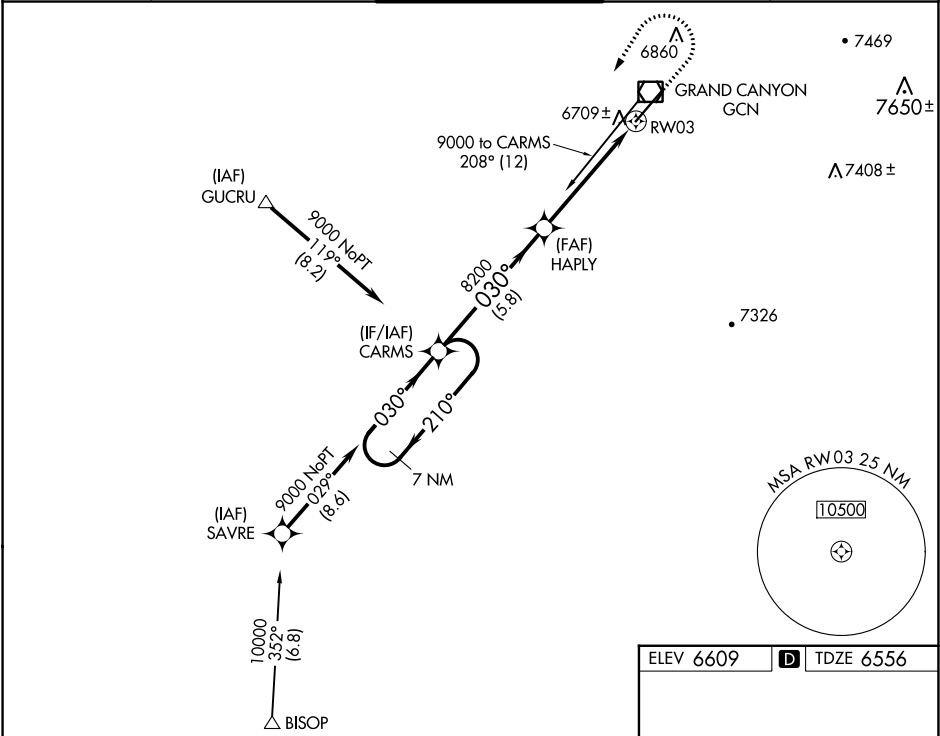 6860
7469
7650±
GRAND CANYON
GCN
6709±
RW03
9000 to CARMS
208° (12)
7408±
(IAF)
GUCRU
9000 NoPT
119°
(8.2)
(FAF)
HAPLY
8200
030°
(5.8)
7326
(IF/IAF)
CARMS
030°
210°
7 NM
9000 NoPT
029°
(8.6)
(IAF)
SAVRE
MSA RW03 25 NM
10500
10000
352°
(6.8)
BISOP
ELEV 6609 D TDZE 6556